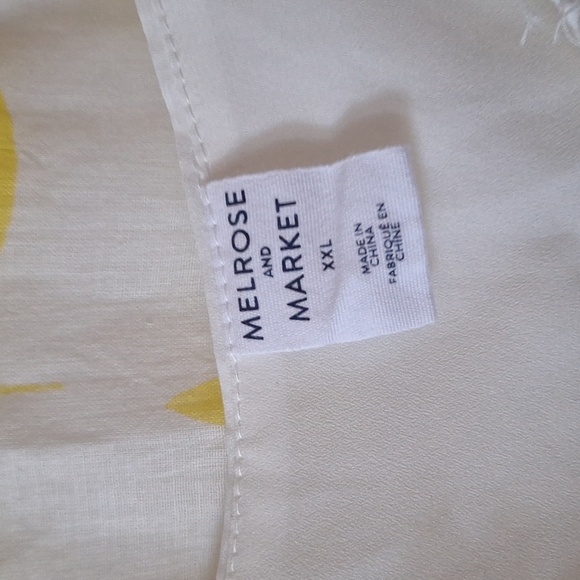 MELROSE
AND
MARKET
XXL
MADE IN
CHINA
FABRIQUÉ EN
CHINE